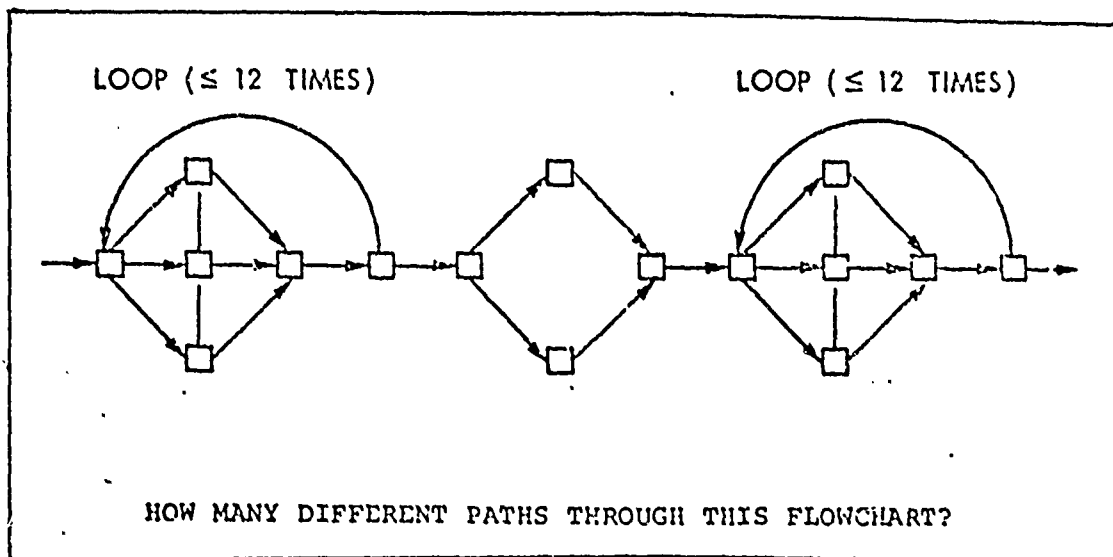 LOOP (≤ 12 TIMES)
LOOP (≤ 12 TIMES)
HOW MANY DIFFERENT PATHS THROUGH THIS FLOWCHART?